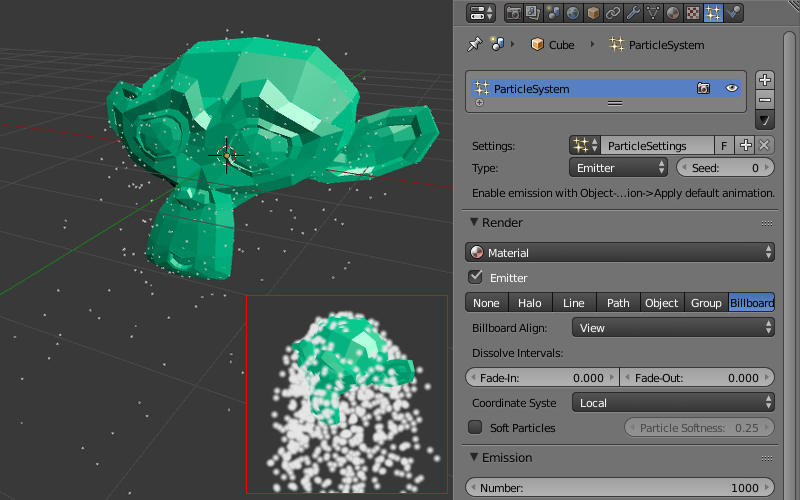 Cube ParticleSystem
ParticleSystem
Settings: ParticleSettings F
Type: Emitter Seed: 0
Enable emission with Object-...ion->Apply default animation.
Render
Material
Emitter
None Halo Line Path Object Group Billboard
Billboard Align: View
Dissolve Intervals:
Fade-In: 0.000 Fade-Out: 0.000
Coordinate Syste Local
Soft Particles Particle Softness: 0.25
Emission
Number: 1000